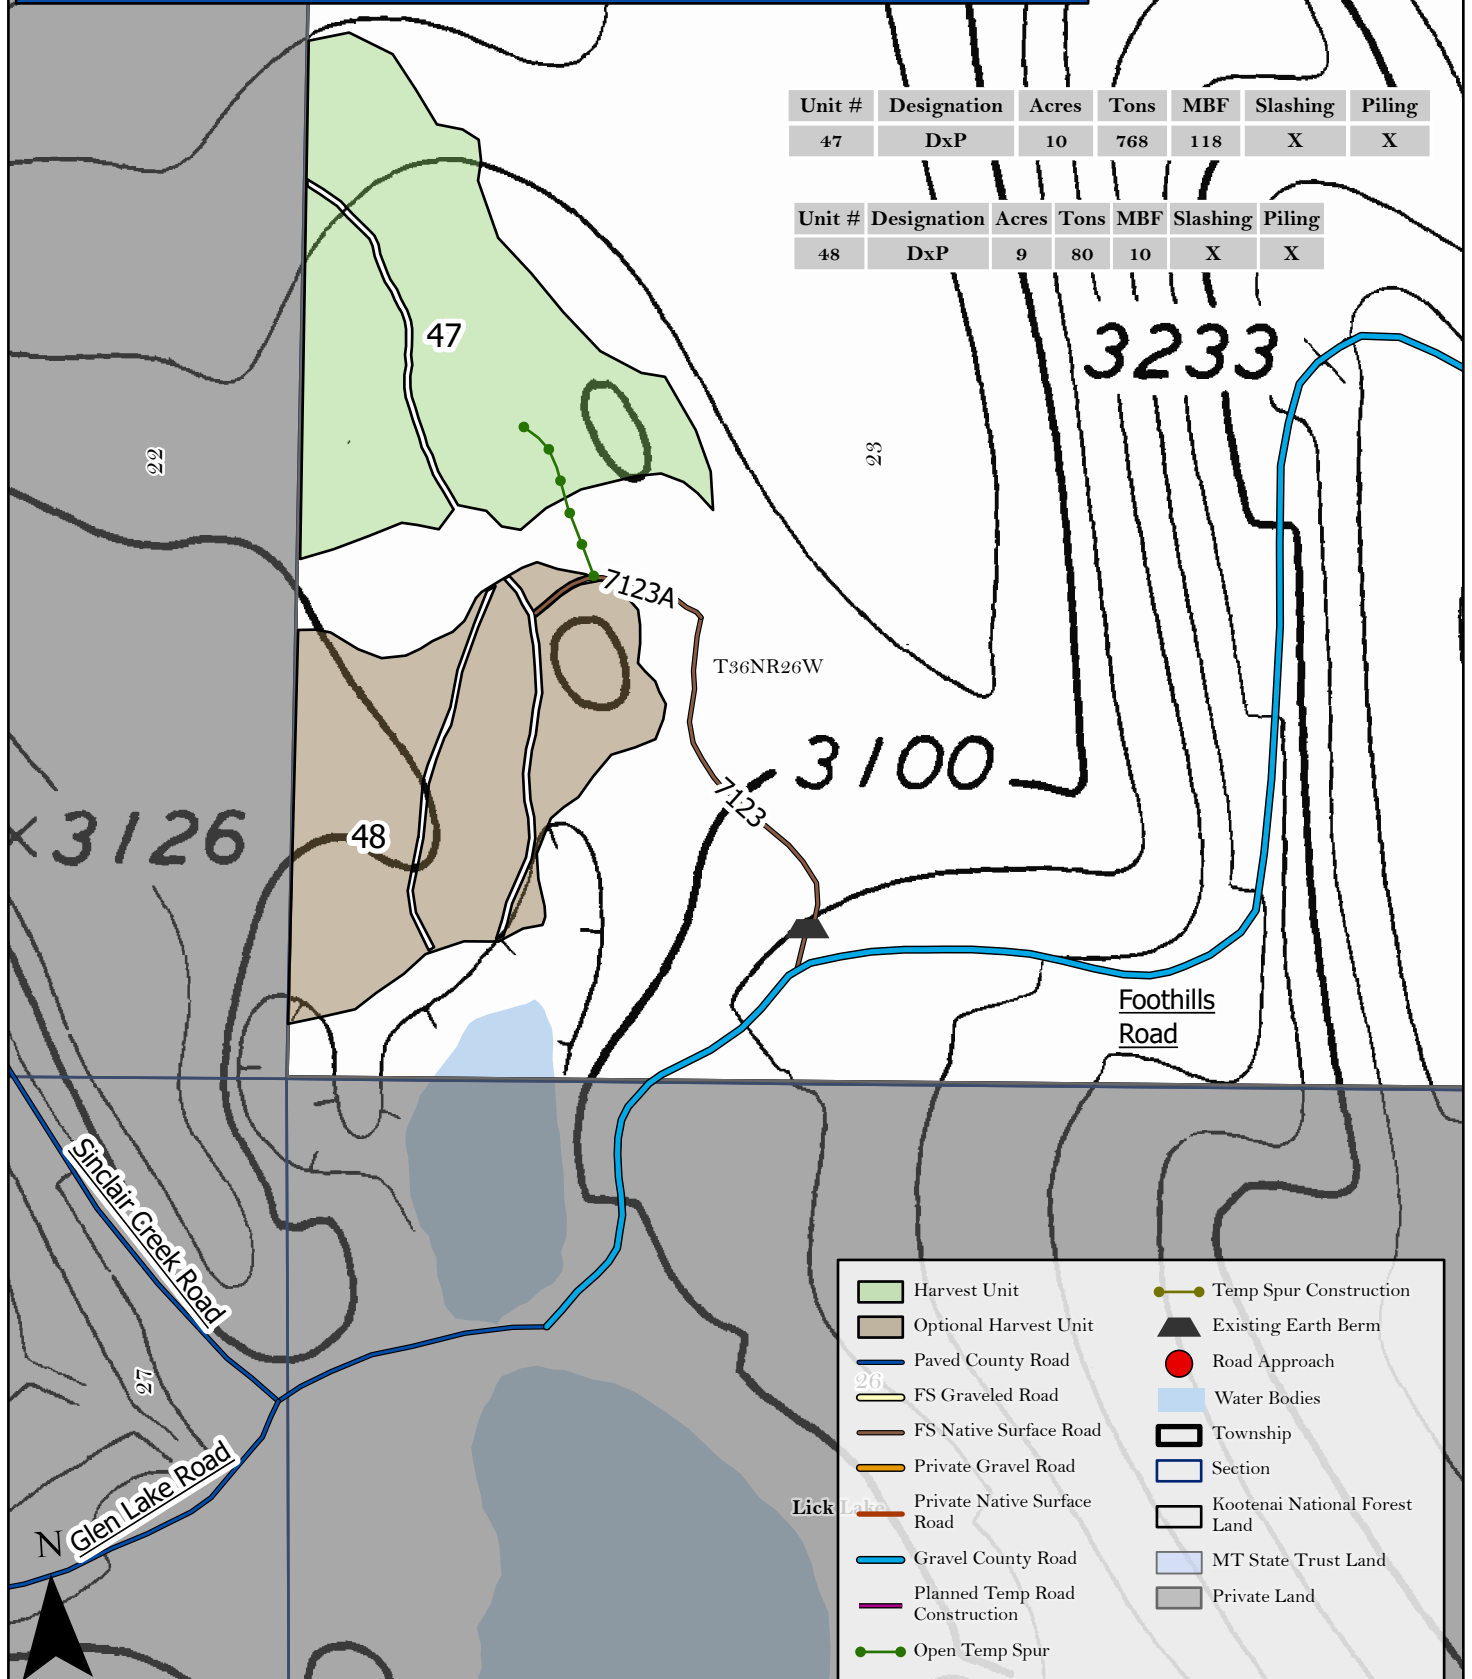 Unit # Designation Acres Tons MBF Slashing Piling
47 DxP 10 768 118 X X
Unit # Designation Acres Tons MBF Slashing Piling
48 DxP 9 80 10 X X
47
3233
22
23
7123A
T36NR26W
3100
7123
X3126
48
Foothills
Road
Sinclair Creek Road
27
Glen Lake Road
N
26
Lick Lake
Harvest Unit
Optional Harvest Unit
Paved County Road
FS Graveled Road
FS Native Surface Road
Private Gravel Road
Private Native Surface
Road
Gravel County Road
Planned Temp Road
Construction
Open Temp Spur
Temp Spur Construction
Existing Earth Berm
Road Approach
Water Bodies
Township
Section
Kootenai National Forest
Land
MT State Trust Land
Private Land